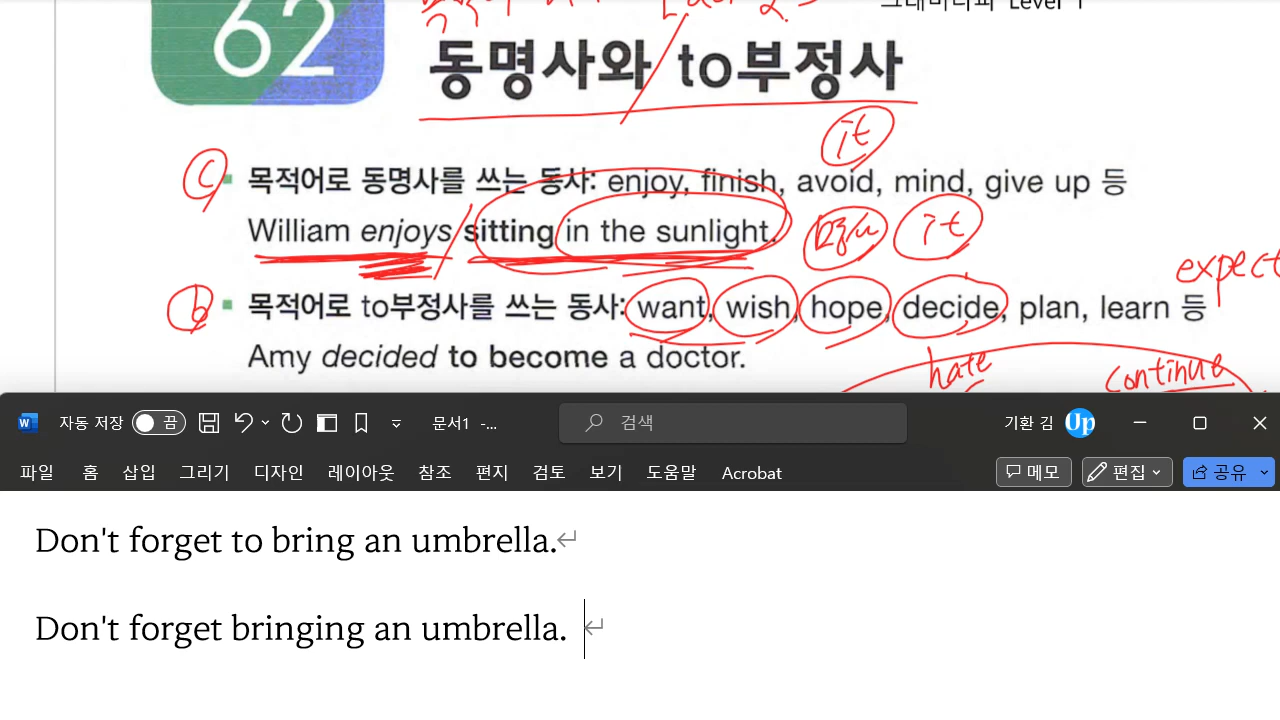 그래머타파 Level 1
62
동명사와 to부정사
it
c
목적어로 동명사를 쓰는 동사: enjoy, finish, avoid, mind, give up 등
William enjoys sitting in the sunlight.
명사 it
expect
b
목적어로 to부정사를 쓰는 동사: want, wish, hope, decide, plan, learn 등
Amy decided to become a doctor.
hate continue
자동 저장 끔 문서1 -... 검색 기환 김 Up
파일 홈 삽입 그리기 디자인 레이아웃 참조 편지 검토 보기 도움말 Acrobat 메모 편집 공유
Don't forget to bring an umbrella.
Don't forget bringing an umbrella.